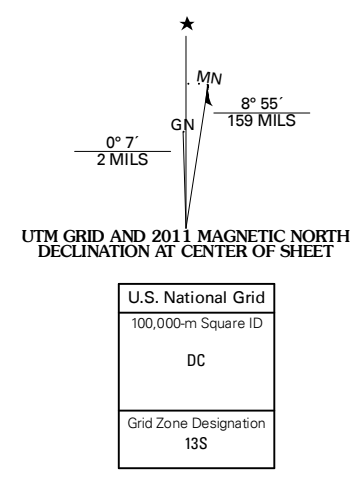 MN
GN
8° 55´
159 MILS
0° 7´
2 MILS
UTM GRID AND 2011 MAGNETIC NORTH
DECLINATION AT CENTER OF SHEET
U.S. National Grid
100,000-m Square ID
DC
Grid Zone Designation
13S